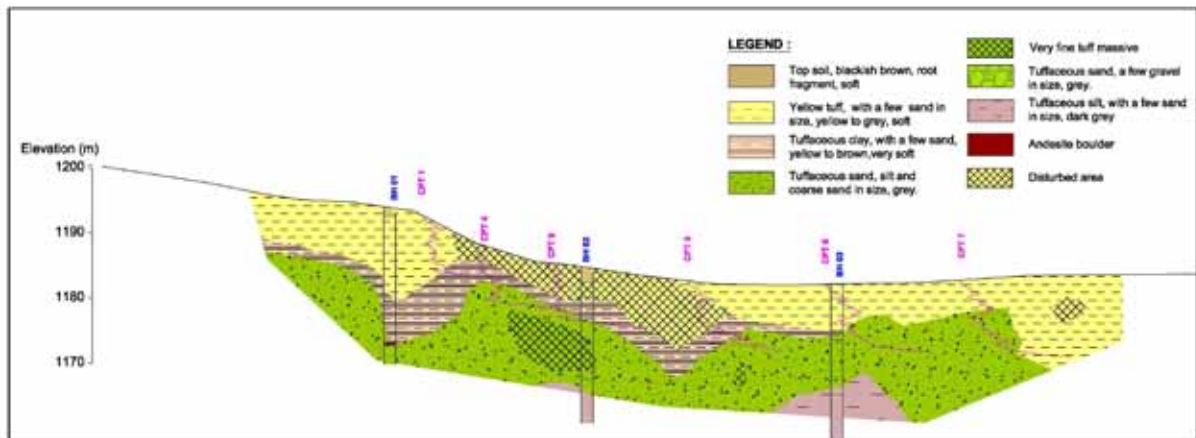 LEGEND :
Top soil, blackish brown, root
fragment, soft
Yellow tuff, with a few sand in
size, yellow to grey, soft
Tuffaceous clay, with a few sand,
yellow to brown,very soft
Tuffaceous sand, silt and
coarse sand in size, grey.
Very fine tuff massive
Tuffaceous sand, a few gravel
in size, grey.
Tuffaceous silt, with a few sand
in size, dark grey
Andesite boulder
Disturbed area
Elevation (m)
1200
1190
1180
1170
BH 01
CPT 1
CPT 4
BH 02
CPT 6
BH 03
CPT 7